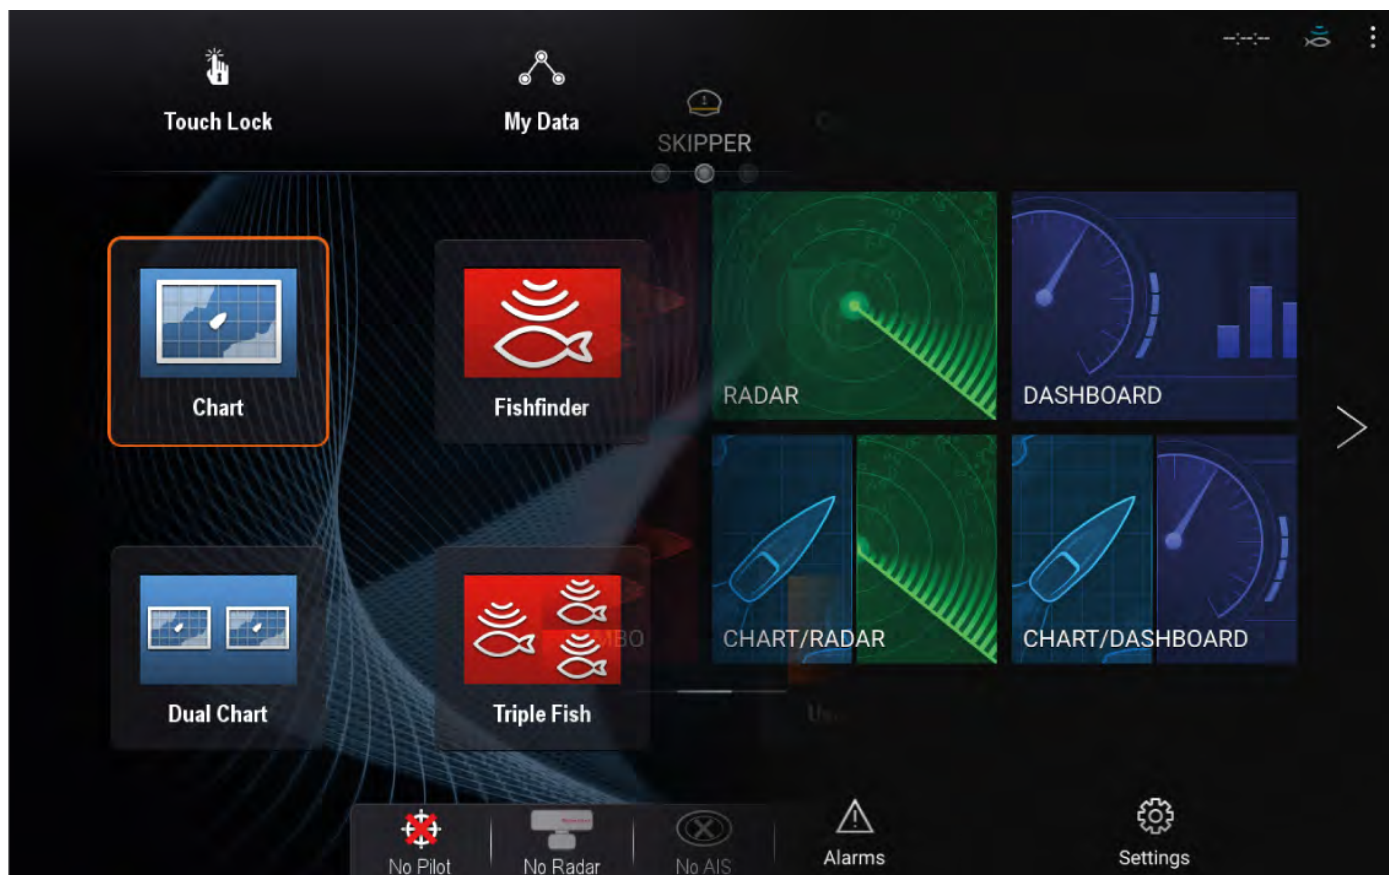 --:--:--
Touch Lock
My Data
SKIPPER
RADAR
DASHBOARD
Chart
Fishfinder
CHART/RADAR
CHART/DASHBOARD
Dual Chart
Triple Fish
No Pilot
No Radar
No AIS
Alarms
Settings